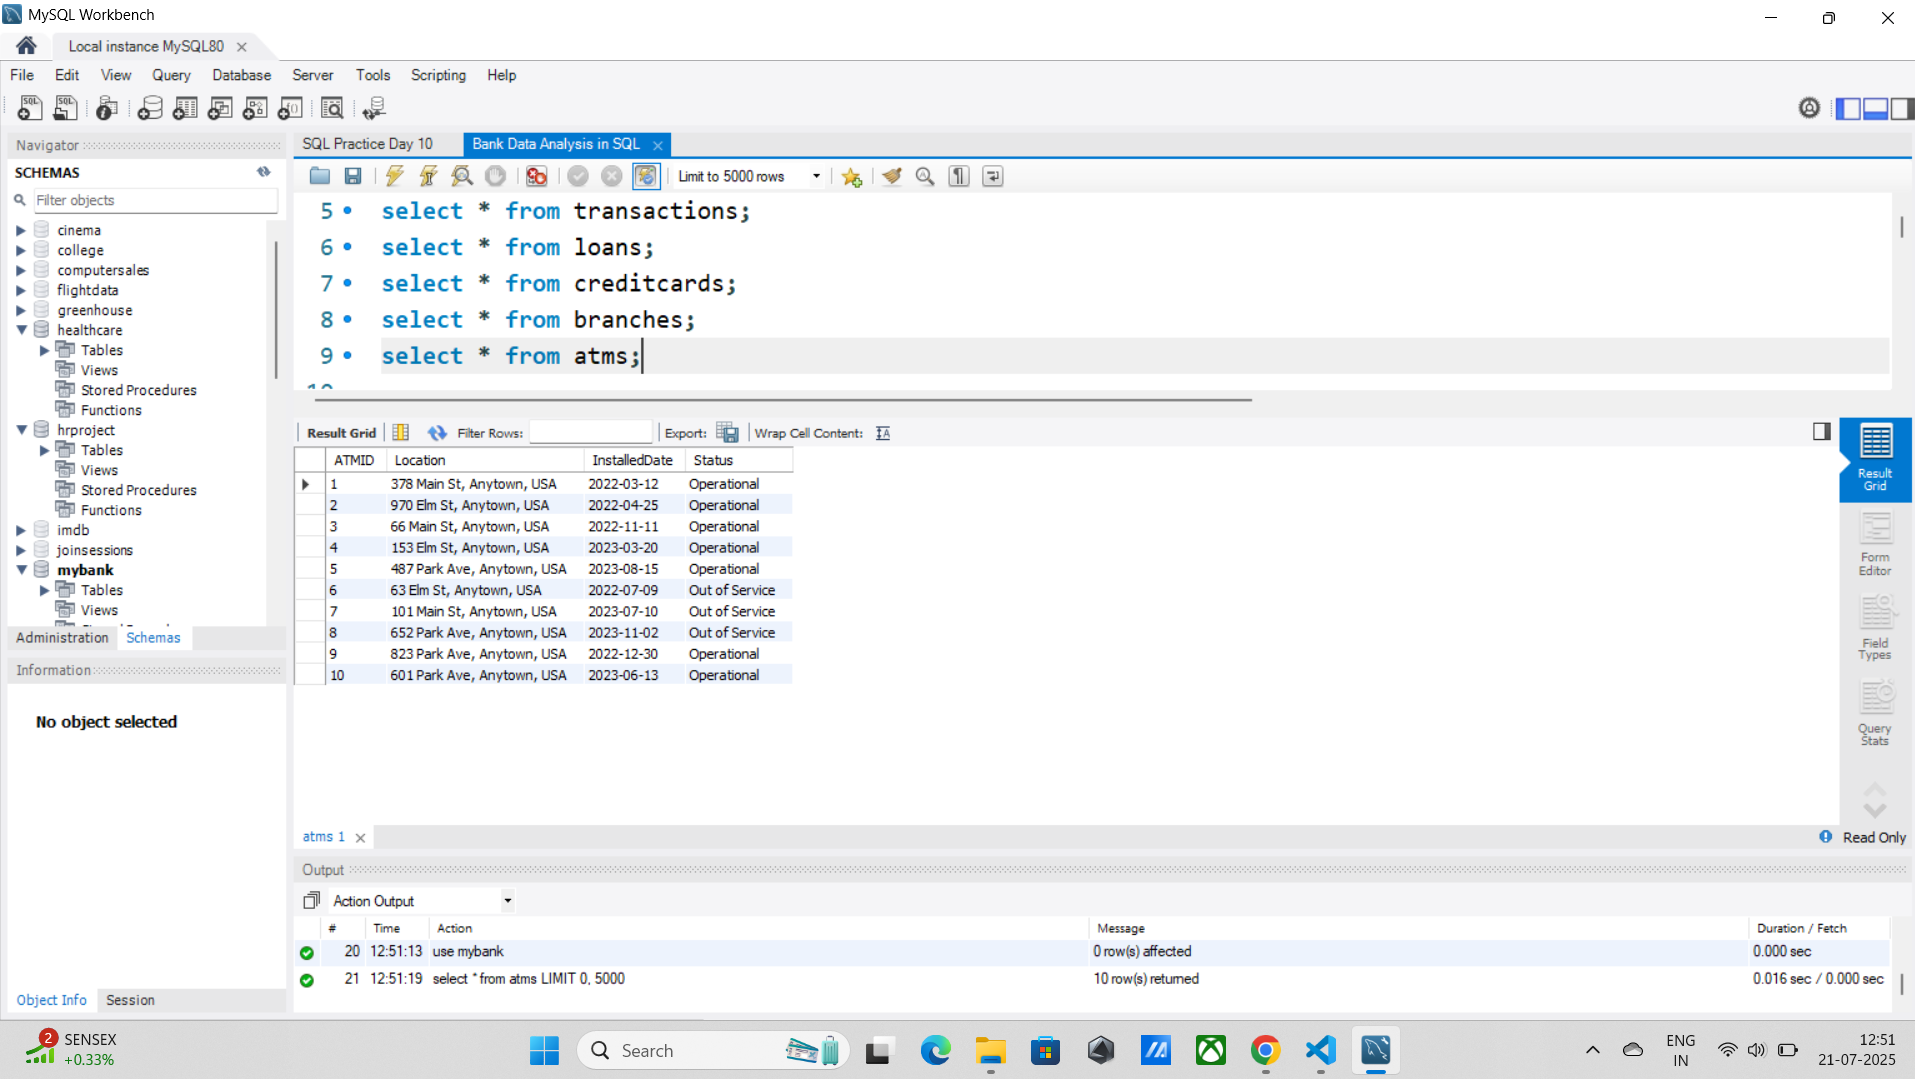 MySQL Workbench
Local instance MySQL80
File Edit View Query Database Server Tools Scripting Help
Navigator
SCHEMAS
Filter objects
cinema
college
computersales
flightdata
greenhouse
healthcare
Tables
Views
Stored Procedures
Functions
hrproject
Tables
Views
Stored Procedures
Functions
imdb
joinsessions
mybank
Tables
Views
Administration Schemas
Information
No object selected
Object Info Session
SQL Practice Day 10 Bank Data Analysis in SQL
Limit to 5000 rows
5 select * from transactions;
6 select * from loans;
7 select * from creditcards;
8 select * from branches;
9 select * from atms;
10
Result Grid Filter Rows: Export: Wrap Cell Content:
ATMID Location InstalledDate Status
1 378 Main St, Anytown, USA 2022-03-12 Operational
2 970 Elm St, Anytown, USA 2022-04-25 Operational
3 66 Main St, Anytown, USA 2022-11-11 Operational
4 153 Elm St, Anytown, USA 2023-03-20 Operational
5 487 Park Ave, Anytown, USA 2023-08-15 Operational
6 63 Elm St, Anytown, USA 2022-07-09 Out of Service
7 101 Main St, Anytown, USA 2023-07-10 Out of Service
8 652 Park Ave, Anytown, USA 2023-11-02 Out of Service
9 823 Park Ave, Anytown, USA 2022-12-30 Operational
10 601 Park Ave, Anytown, USA 2023-06-13 Operational
Result
Grid
Form
Editor
Field
Types
Query
Stats
atms 1
Read Only
Output
Action Output
# Time Action Message Duration / Fetch
20 12:51:13 use mybank 0 row(s) affected 0.000 sec
21 12:51:19 select * from atms LIMIT 0, 5000 10 row(s) returned 0.016 sec / 0.000 sec
2
SENSEX
+0.33%
Search
ENG
IN
12:51
21-07-2025